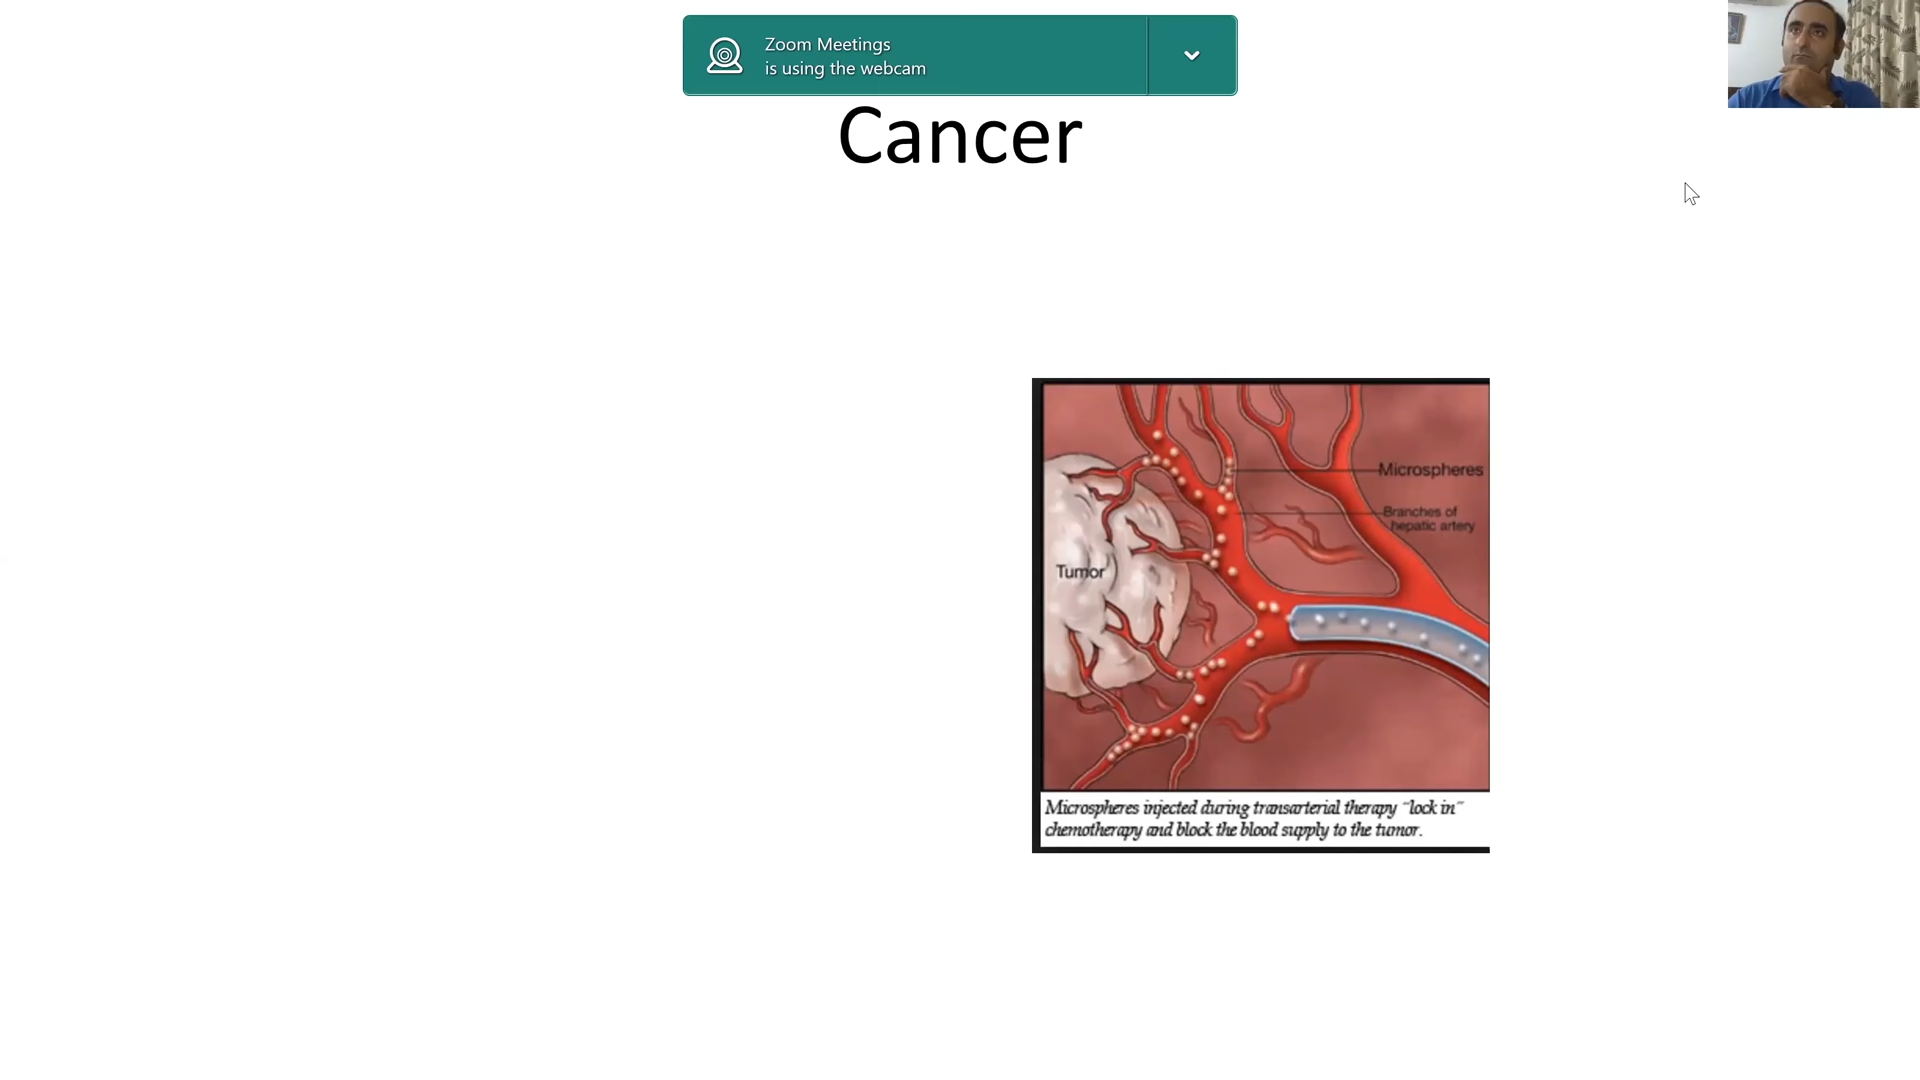 Zoom Meetings
is using the webcam
Cancer
Microspheres
Branches of
hepatic artery
Tumor
Microspheres injected during transarterial therapy "lock in"
chemotherapy and block the blood supply to the tumor.